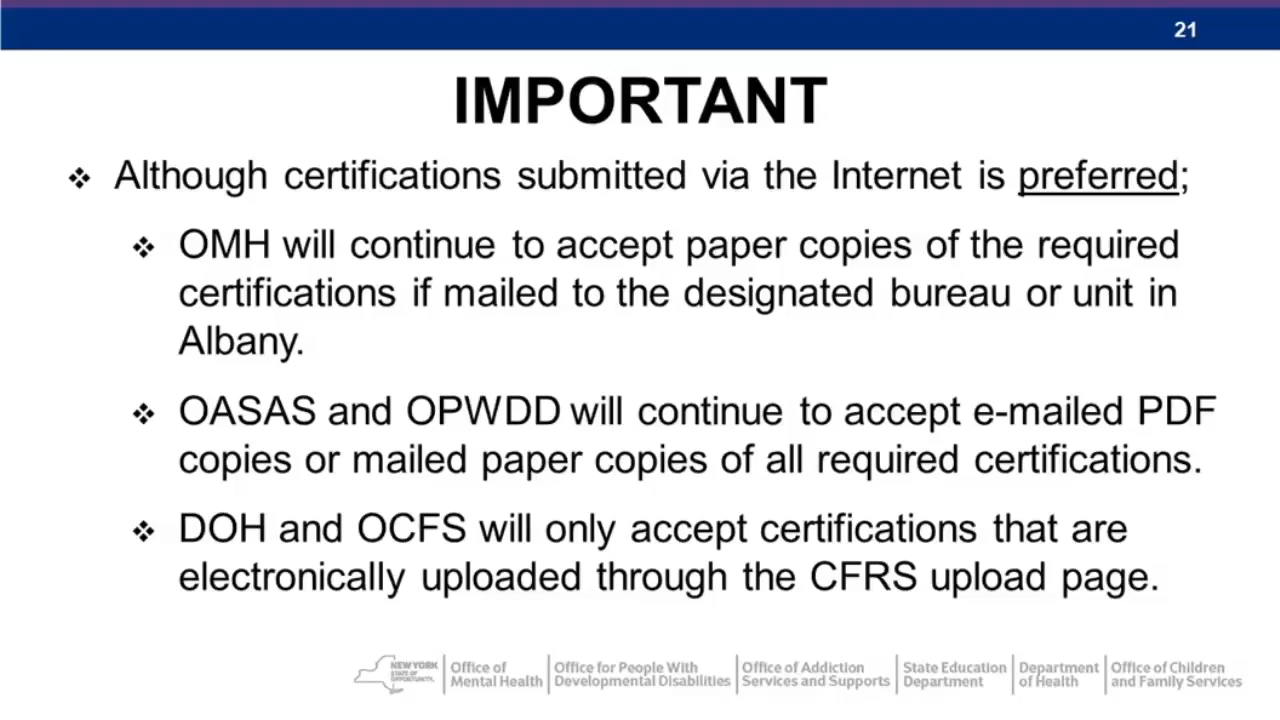 21
IMPORTANT
❖ Although certifications submitted via the Internet is preferred;
❖ OMH will continue to accept paper copies of the required
certifications if mailed to the designated bureau or unit in
Albany.
❖ OASAS and OPWDD will continue to accept e-mailed PDF
copies or mailed paper copies of all required certifications.
❖ DOH and OCFS will only accept certifications that are
electronically uploaded through the CFRS upload page.
NEW YORK
STATE OF
OPPORTUNITY.
Office of
Mental Health
Office for People With
Developmental Disabilities
Office of Addiction
Services and Supports
State Education
Department
Department
of Health
Office of Children
and Family Services